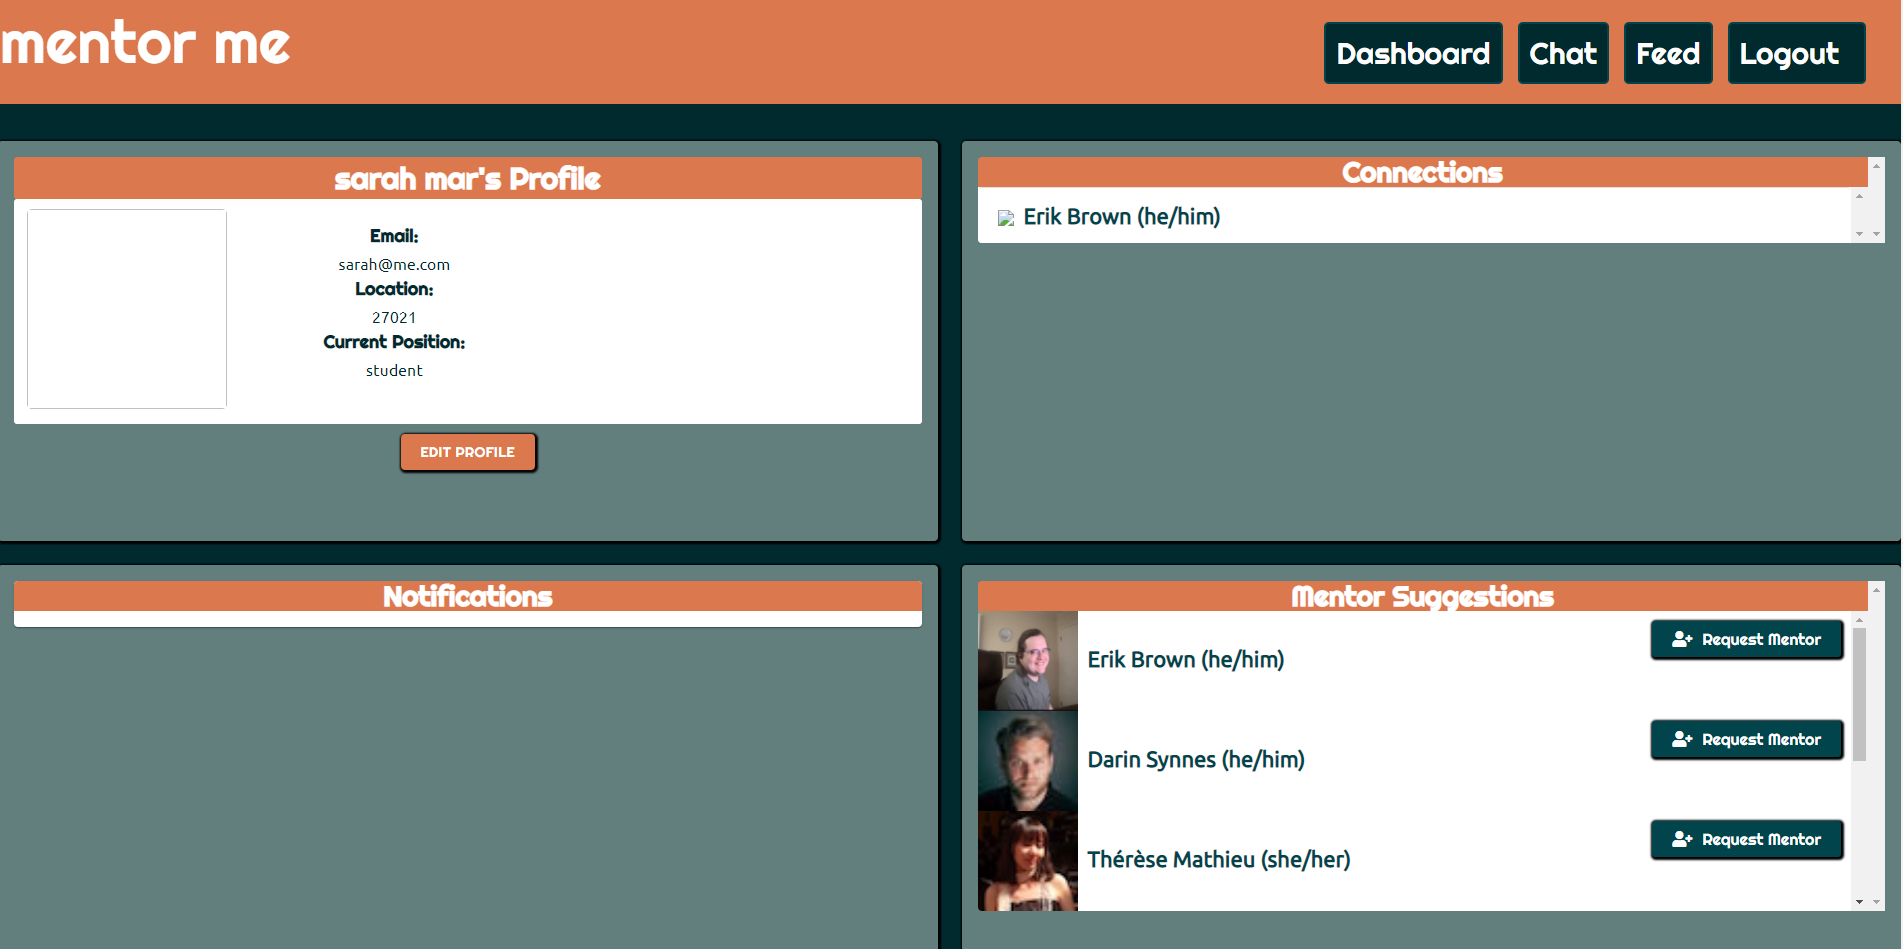 mentor me
Dashboard
Chat
Feed
Logout
sarah mar's Profile
Email:
sarah@me.com
Location:
27021
Current Position:
student
EDIT PROFILE
Connections
Erik Brown (he/him)
Notifications
Mentor Suggestions
Erik Brown (he/him)
Request Mentor
Darin Synnes (he/him)
Request Mentor
Thérèse Mathieu (she/her)
Request Mentor